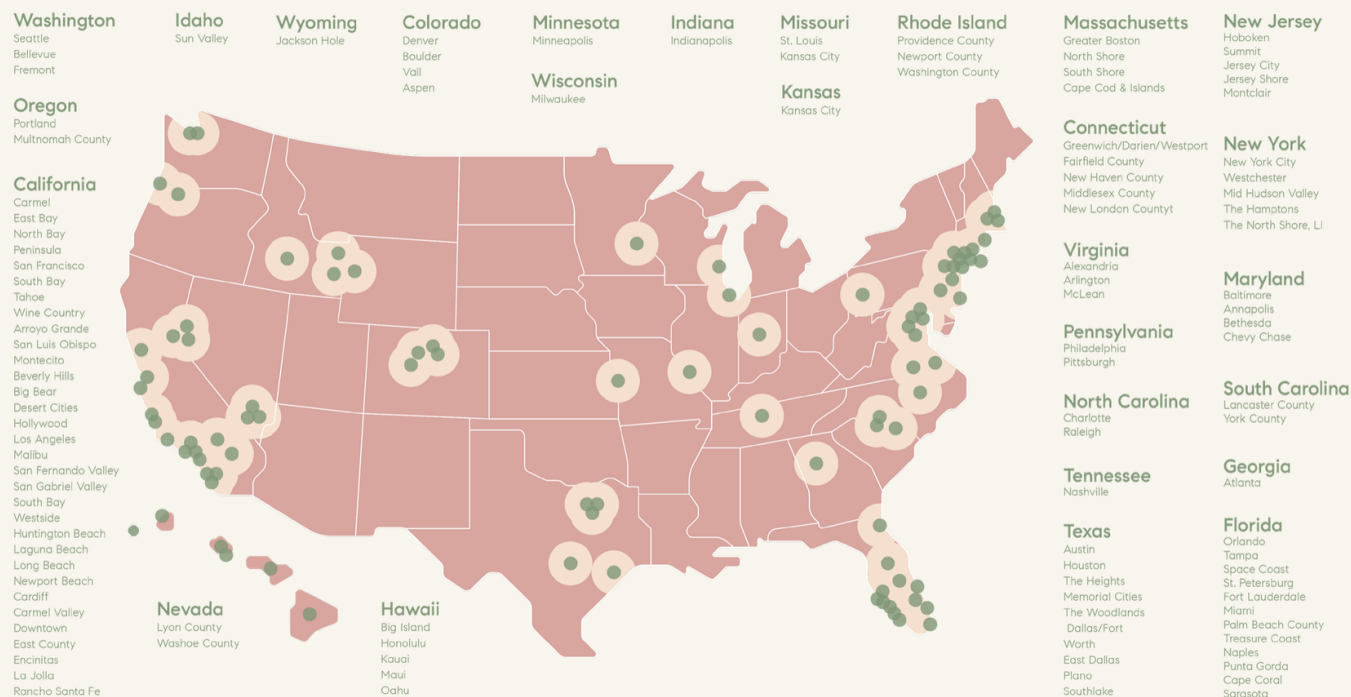 Washington
Seattle
Bellevue
Fremont
Oregon
Portland
Multnomah County
California
Carmel
East Bay
North Bay
Peninsula
San Francisco
South Bay
Tahoe
Wine Country
Arroyo Grande
San Luis Obispo
Montecito
Beverly Hills
Big Bear
Desert Cities
Hollywood
Los Angeles
Malibu
San Fernando Valley
San Gabriel Valley
South Bay
Westside
Huntington Beach
Laguna Beach
Long Beach
Newport Beach
Cardiff
Carmel Valley
Downtown
East County
Encinitas
La Jolla
Rancho Santa Fe
Idaho
Sun Valley
Wyoming
Jackson Hole
Colorado
Denver
Boulder
Vail
Aspen
Minnesota
Minneapolis
Wisconsin
Milwaukee
Indiana
Indianapolis
Missouri
St. Louis
Kansas City
Kansas
Kansas City
Rhode Island
Providence County
Newport County
Washington County
Nevada
Lyon County
Washoe County
Hawaii
Big Island
Honolulu
Kauai
Maui
Oahu
Massachusetts
Greater Boston
North Shore
South Shore
Cape Cod & Islands
Connecticut
Greenwich/Darien/Westport
Fairfield County
New Haven County
Middlesex County
New London Countyt
Virginia
Alexandria
Arlington
McLean
Pennsylvania
Philadelphia
Pittsburgh
North Carolina
Charlotte
Raleigh
Tennessee
Nashville
Texas
Austin
Houston
The Heights
Memorial Cities
The Woodlands
Dallas/Fort
Worth
East Dallas
Plano
Southlake
New Jersey
Hoboken
Summit
Jersey City
Jersey Shore
Montclair
New York
New York City
Westchester
Mid Hudson Valley
The Hamptons
The North Shore, LI
Maryland
Baltimore
Annapolis
Bethesda
Chevy Chase
South Carolina
Lancaster County
York County
Georgia
Atlanta
Florida
Orlando
Tampa
Space Coast
St. Petersburg
Fort Lauderdale
Miami
Palm Beach County
Treasure Coast
Naples
Punta Gorda
Cape Coral
Sarasota